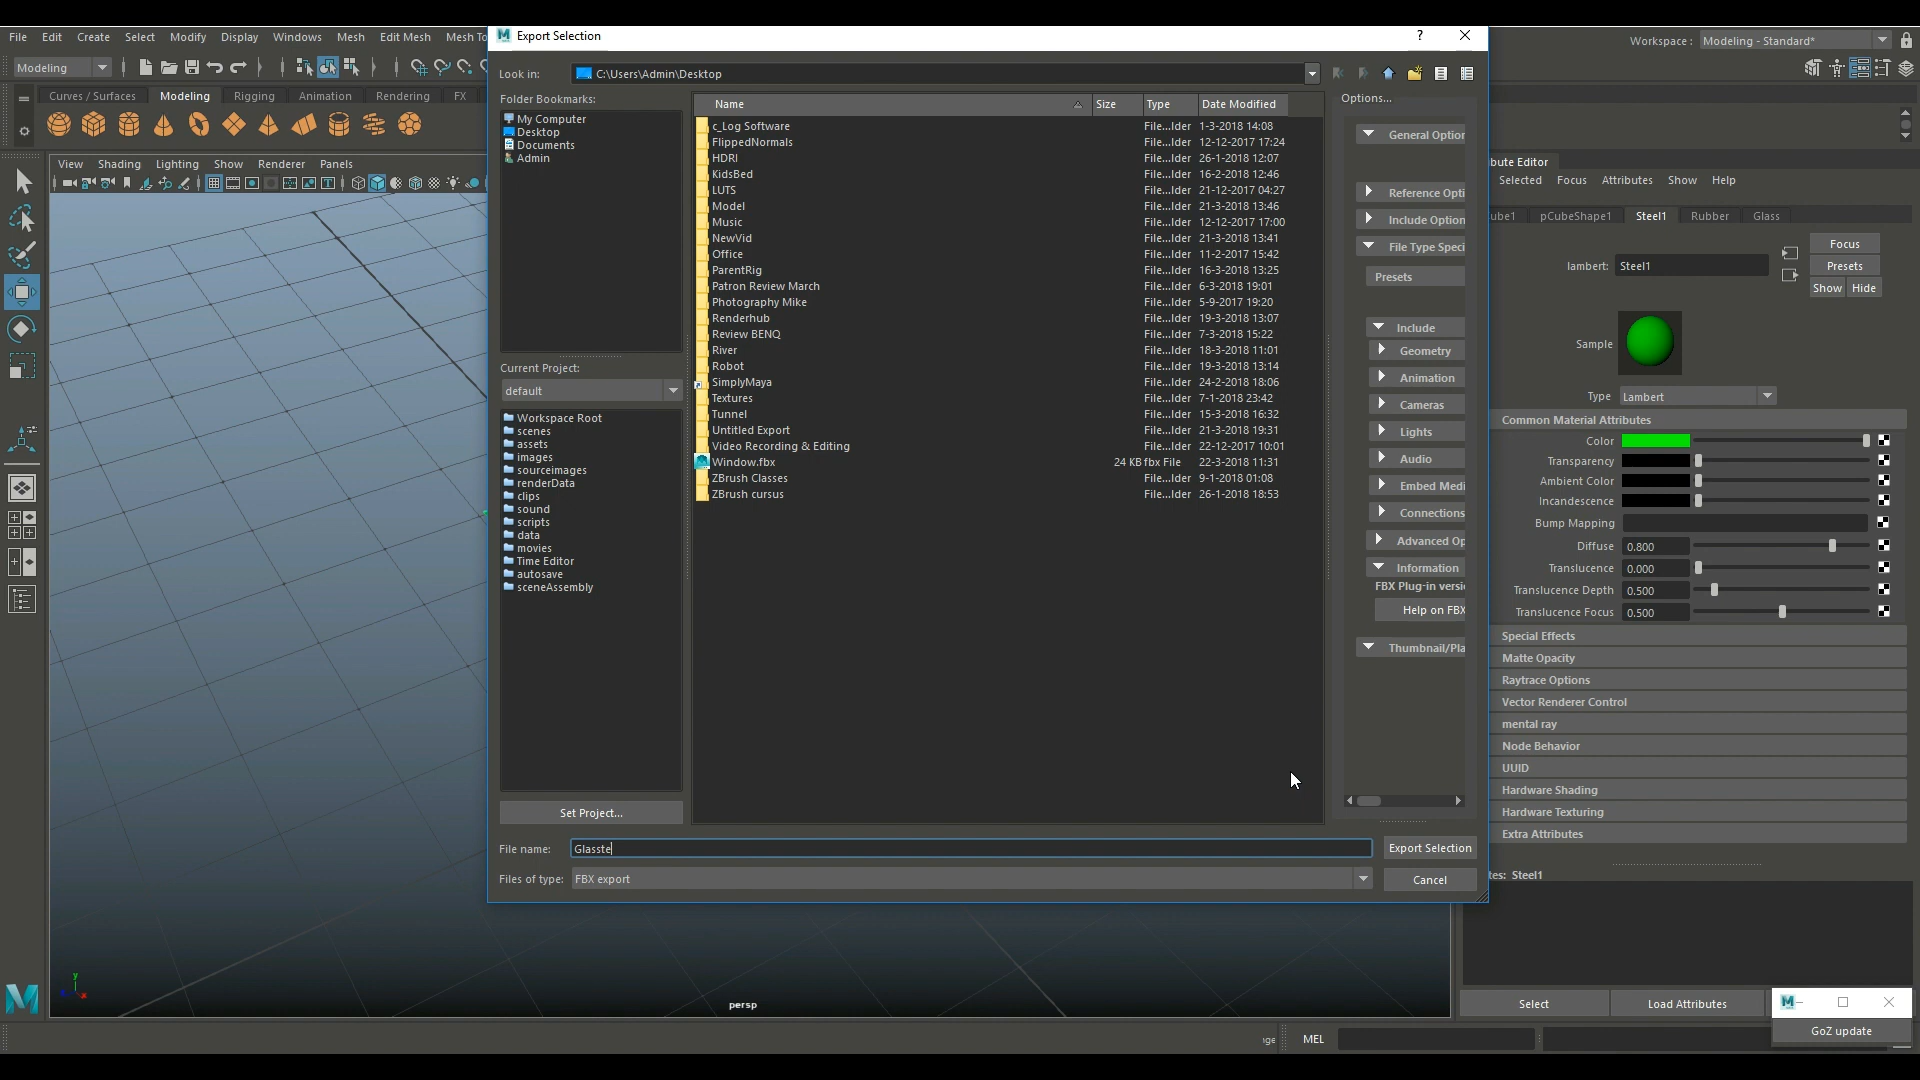 Export Selection
?
File Edit Create Select Modify Display Windows Mesh Edit Mesh Mesh To
Workspace : Modeling - Standard*
Modeling
Look in: C:\Users\Admin\Desktop
Curves / Surfaces Modeling Rigging Animation Rendering FX
Folder Bookmarks:
My Computer
Desktop
Documents
Admin
Name Size Type Date Modified
c_Log Software File...lder 1-3-2018 14:08
FlippedNormals File...lder 12-12-2017 17:24
HDRI File...lder 26-1-2018 12:07
KidsBed File...lder 16-2-2018 12:46
LUTS File...lder 21-12-2017 04:27
Model File...lder 21-3-2018 13:46
Music File...lder 12-12-2017 17:00
NewVid File...lder 21-3-2018 13:41
Office File...lder 11-2-2017 15:42
ParentRig File...lder 16-3-2018 13:25
Patron Review March File...lder 6-3-2018 19:01
Photography Mike File...lder 5-9-2017 19:20
Renderhub File...lder 19-3-2018 13:07
Review BENQ File...lder 7-3-2018 15:22
River File...lder 18-3-2018 11:01
Robot File...lder 19-3-2018 13:14
SimplyMaya File...lder 24-2-2018 18:06
Textures File...lder 7-1-2018 23:42
Tunnel File...lder 15-3-2018 16:32
Untitled Export File...lder 21-3-2018 19:31
Video Recording & Editing File...lder 22-12-2017 10:01
Window.fbx 24 KB fbx File 22-3-2018 11:31
ZBrush Classes File...lder 9-1-2018 01:08
ZBrush cursus File...lder 26-1-2018 18:53
Options...
General Option
Reference Opti
Include Option
File Type Speci
Presets
Include
Geometry
Animation
Cameras
Lights
Audio
Embed Medi
Connections
Advanced Op
Information
FBX Plug-in versi
Help on FBX
Thumbnail/Pla
View Shading Lighting Show Renderer Panels
Current Project:
default
Workspace Root
scenes
assets
images
sourceimages
renderData
clips
sound
scripts
data
movies
Time Editor
autosave
sceneAssembly
Set Project...
File name: Glasste Export Selection
Files of type: FBX export Cancel
bute Editor
Selected Focus Attributes Show Help
ube1 pCubeShape1 Steel1 Rubber Glass
lambert: Steel1
Focus
Presets
Show Hide
Sample
Type Lambert
Common Material Attributes
Color
Transparency
Ambient Color
Incandescence
Bump Mapping
Diffuse 0.800
Translucence 0.000
Translucence Depth 0.500
Translucence Focus 0.500
Special Effects
Matte Opacity
Raytrace Options
Vector Renderer Control
mental ray
Node Behavior
UUID
Hardware Shading
Hardware Texturing
Extra Attributes
tes: Steel1
Select Load Attributes
GoZ update
y
x
persp
MEL